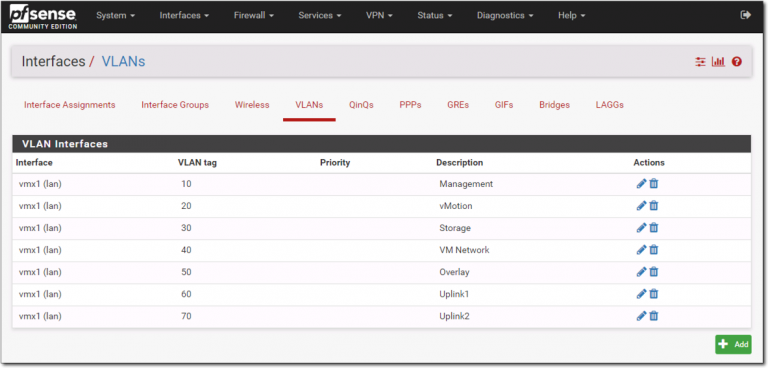 pfsense System Interfaces Firewall Services VPN Status Diagnostics Help
COMMUNITY EDITION
Interfaces / VLANs
Interface Assignments Interface Groups Wireless VLANs QinQs PPPs GREs GIFs Bridges LAGGs
VLAN Interfaces
Interface VLAN tag Priority Description Actions
vmx1 (lan) 10 Management
vmx1 (lan) 20 vMotion
vmx1 (lan) 30 Storage
vmx1 (lan) 40 VM Network
vmx1 (lan) 50 Overlay
vmx1 (lan) 60 Uplink1
vmx1 (lan) 70 Uplink2
Add